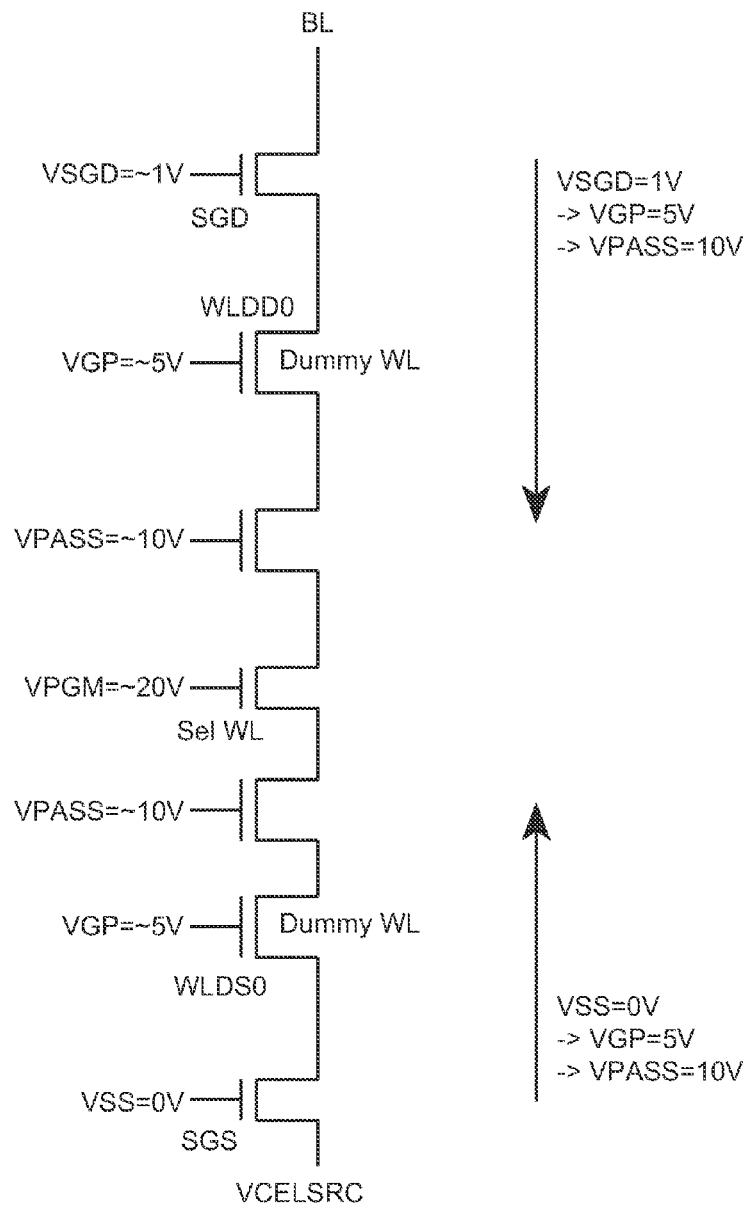 BL
VSGD=~1V
SGD
VSGD=1V
-> VGP=5V
-> VPASS=10V
WLDD0
VGP=~5V
Dummy WL
VPASS=~10V
VPGM=~20V
Sel WL
VPASS=~10V
VGP=~5V
Dummy WL
WLDS0
VSS=0V
-> VGP=5V
-> VPASS=10V
VSS=0V
SGS
VCELSRC